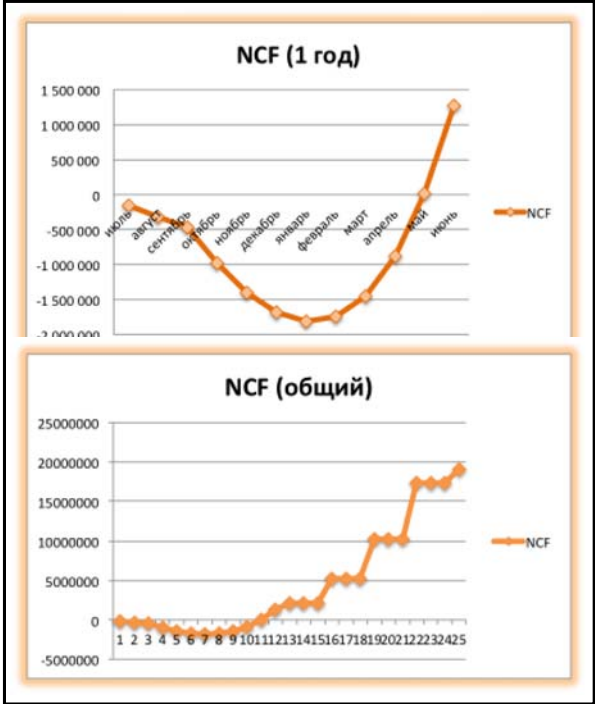 NCF (1 год)
1 500 000
1 000 000
500 000
0
-500 000
-1 000 000
-1 500 000
-2 000 000
июль
август
сентябрь
октябрь
ноябрь
декабрь
январь
февраль
март
апрель
май
июнь
NCF
NCF (общий)
25000000
20000000
15000000
10000000
5000000
0
-5000000
1 2 3 4 5 6 7 8 9 10 11 12 13 14 15 16 17 18 19 20 21 22 23 24 25
NCF